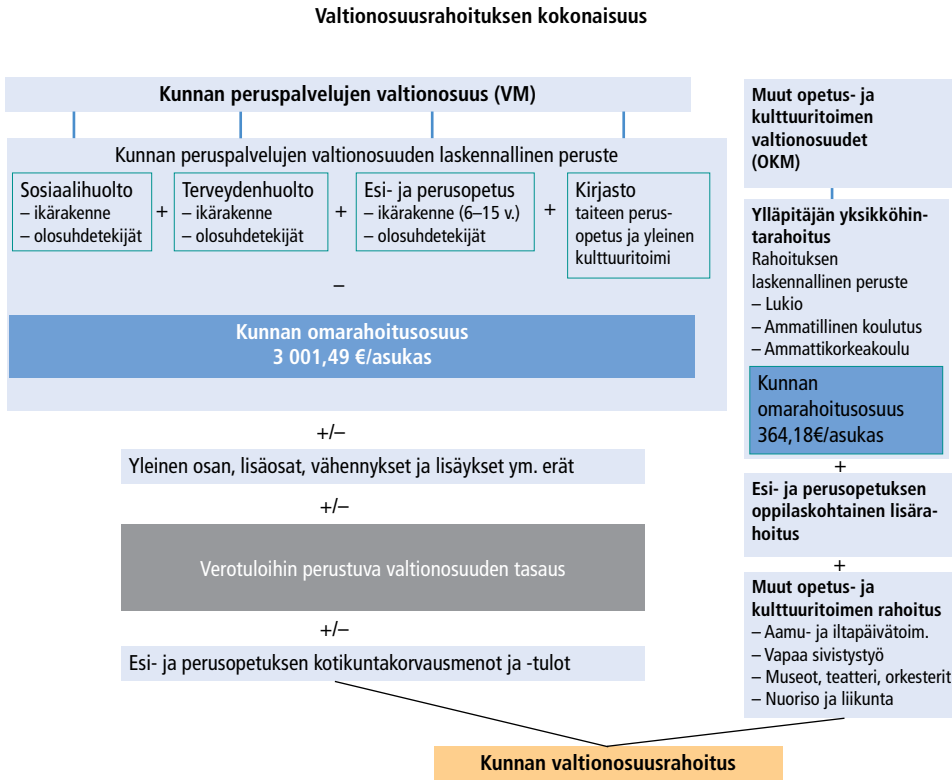 Valtionosuusrahoituksen kokonaisuus
Kunnan peruspalvelujen valtionosuus (VM)
Kunnan peruspalvelujen valtionosuuden laskennallinen peruste
Sosiaalihuolto
– ikärakenne
– olosuhdetekijät
+
Terveydenhuolto
– ikärakenne
– olosuhdetekijät
+
Esi- ja perusopetus
– ikärakenne (6–15 v.)
– olosuhdetekijät
+
Kirjasto
taiteen perus-
opetus ja yleinen
kulttuuritoimi
–
Kunnan omarahoitusosuus
3 001,49 €/asukas
+/–
Yleinen osan, lisäosat, vähennykset ja lisäykset ym. erät
+/–
Verotuloihin perustuva valtionosuuden tasaus
+/–
Esi- ja perusopetuksen kotikuntakorvausmenot ja -tulot
Muut opetus- ja
kulttuuritoimen
valtionosuudet
(OKM)
Ylläpitäjän yksikköhin-
tarahoitus
Rahoituksen
laskennallinen peruste
– Lukio
– Ammatillinen koulutus
– Ammattikorkeakoulu
Kunnan
omarahoitusosuus
364,18€/asukas
+
Esi- ja perusopetuksen
oppilaskohtainen lisära-
hoitus
+
Muut opetus- ja
kulttuuritoimen rahoitus
– Aamu- ja iltapäivätoim.
– Vapaa sivistystyö
– Museot, teatteri, orkesterit
– Nuoriso ja liikunta
Kunnan valtionosuusrahoitus